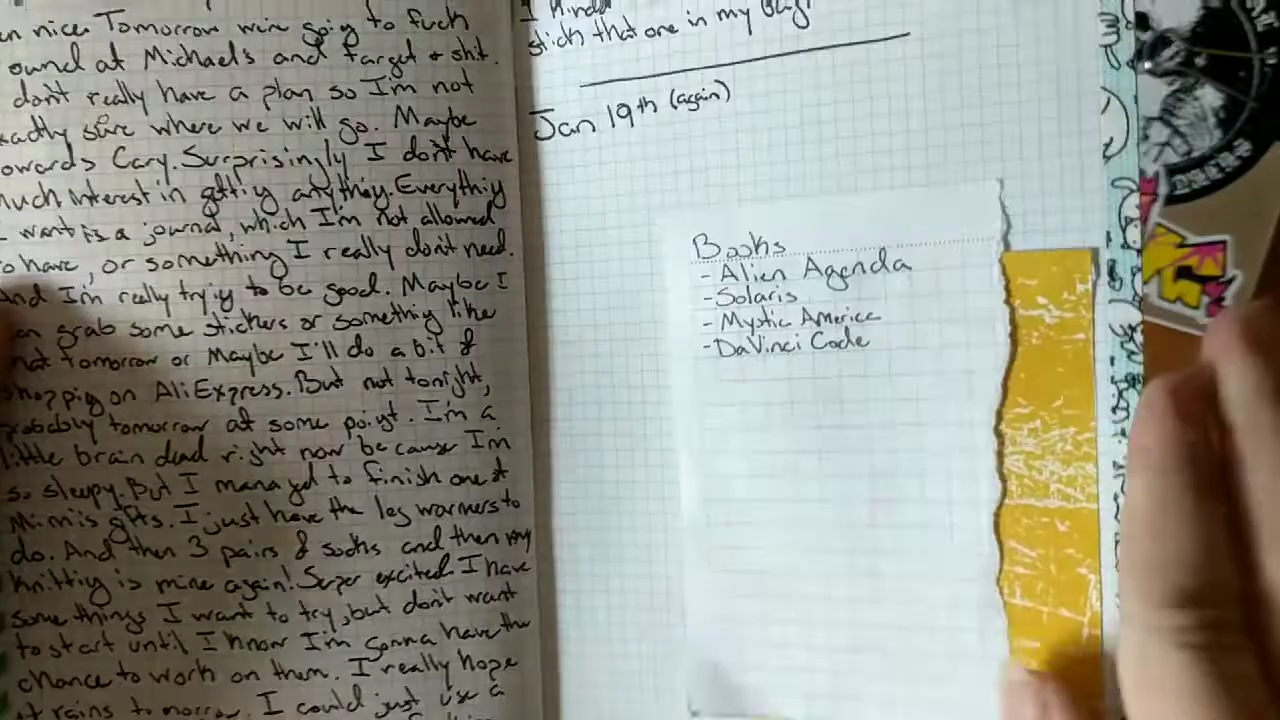 nice Tomorrow we're going to fuck
ound at Michaels and Target & shit.
don't really have a plan so I'm not
xactly sure where we will go. Maybe
owards Cary. Surprisingly I don't have
much interest in getting anything. Everything
I want is a journal, which I'm not allowed
to have, or something I really don't need.
And I'm really trying to be good. Maybe I
an grab some stickers or something like
hat tomorrow or Maybe I'll do a bit of
shopping on AliExpress. But not tonight,
probably tomorrow at some point. I'm a
little brain dead right now because I'm
so sleepy. But I managed to finish one of
Mimi's gifts. I just have the leg warmers to
do. And then 3 pairs of socks and then my
Knitting is mine again! Super excited I have
some things I want to try, but don't want
to start until I know I'm gonna have the
chance to work on them. I really hope
it rains tomorrow. I could just use a
I
stick that one in my
Jan 19th (again)
Books
- Alien Agenda
- Solaris
- Mystic America
- DaVinci Code